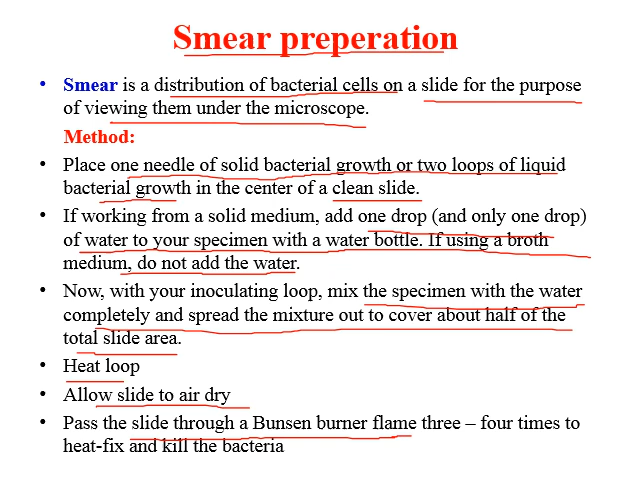 Smear preperation
• Smear is a distribution of bacterial cells on a slide for the purpose
of viewing them under the microscope.
Method:
• Place one needle of solid bacterial growth or two loops of liquid
bacterial growth in the center of a clean slide.
• If working from a solid medium, add one drop (and only one drop)
of water to your specimen with a water bottle. If using a broth
medium, do not add the water.
• Now, with your inoculating loop, mix the specimen with the water
completely and spread the mixture out to cover about half of the
total slide area.
• Heat loop
• Allow slide to air dry
• Pass the slide through a Bunsen burner flame three – four times to
heat-fix and kill the bacteria